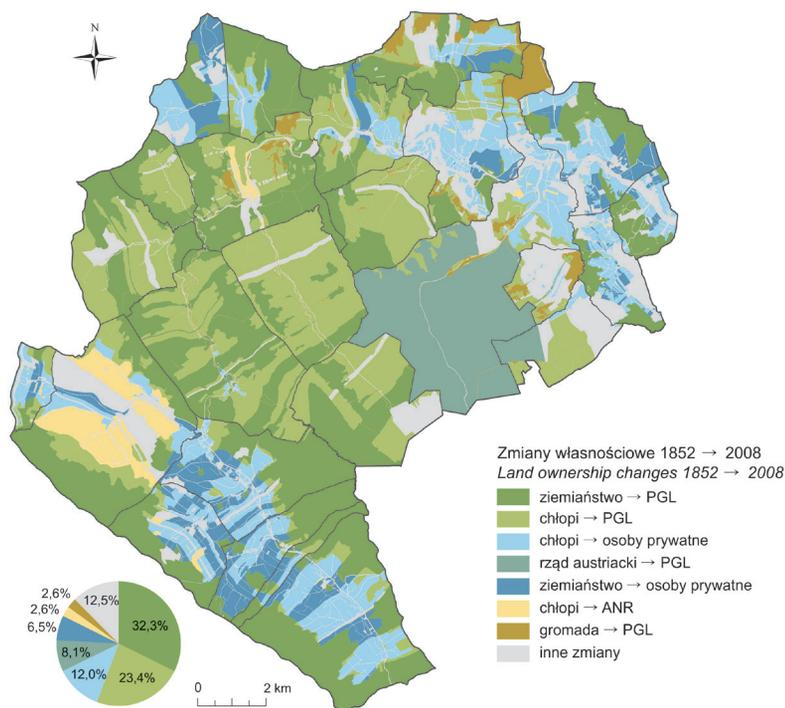 N
Zmiany własnościowe 1852 → 2008
Land ownership changes 1852 → 2008
ziemiaństwo → PGL
chłopi → PGL
chłopi → osoby prywatne
rząd austriacki → PGL
ziemiaństwo → osoby prywatne
chłopi → ANR
gromada → PGL
inne zmiany
2,6%
2,6%
6,5%
8,1%
12,0%
12,5%
32,3%
23,4%
0 2 km